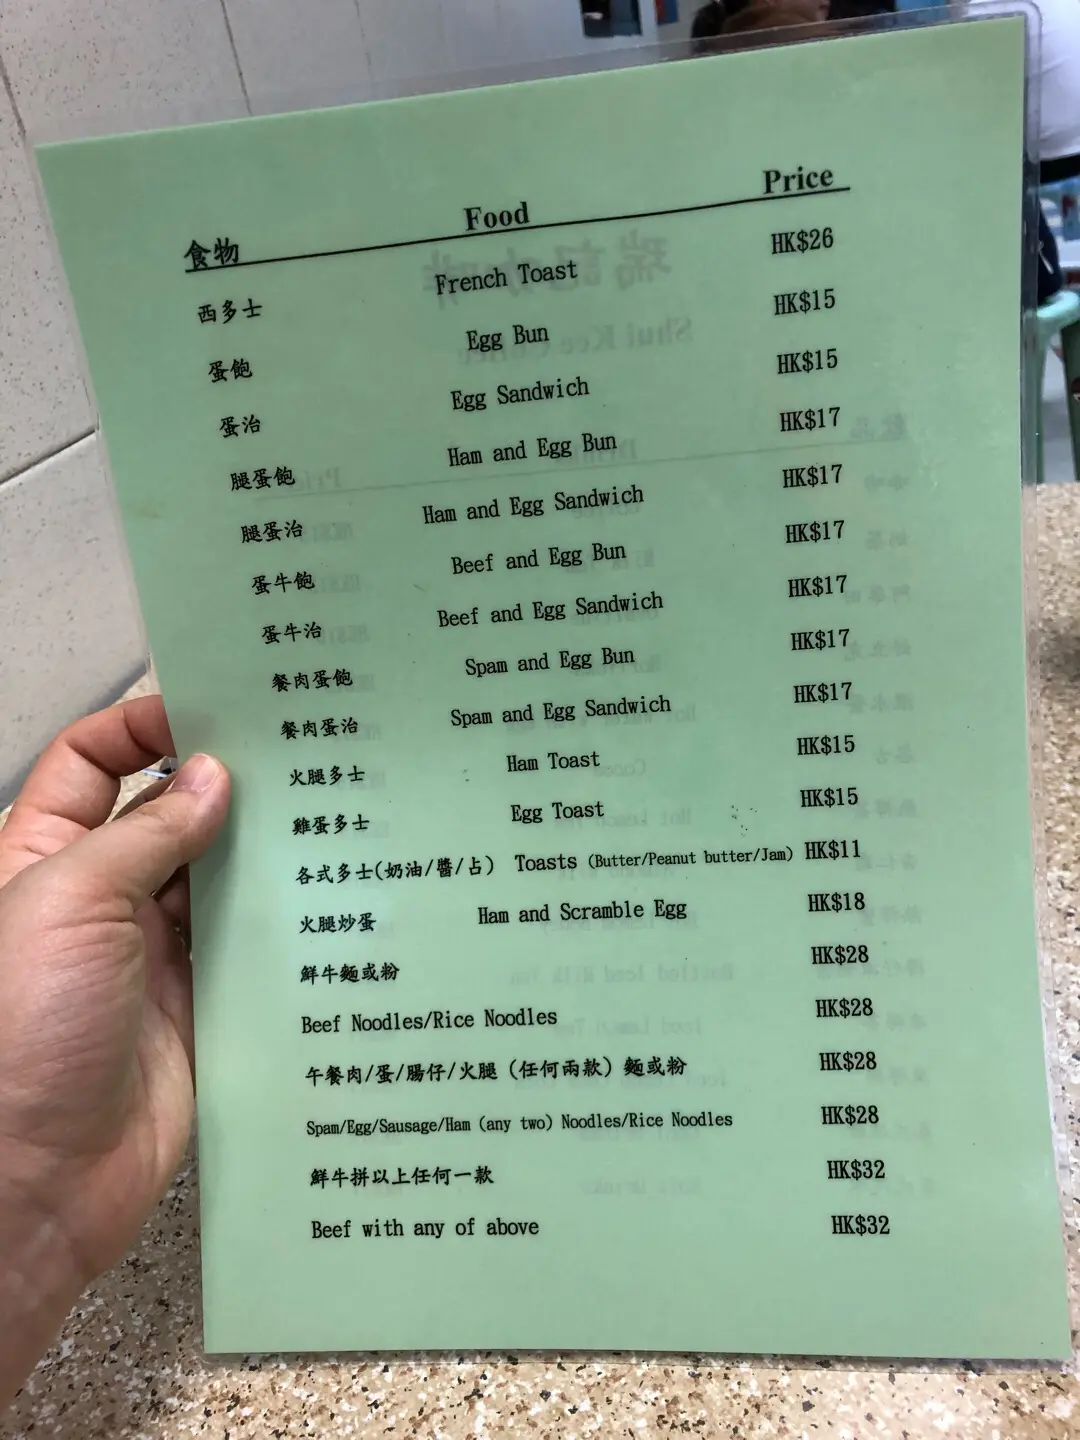 食物 Food Price
西多士 French Toast HK$26
蛋飽 Egg Bun HK$15
蛋治 Egg Sandwich HK$15
腿蛋飽 Ham and Egg Bun HK$17
腿蛋治 Ham and Egg Sandwich HK$17
蛋牛飽 Beef and Egg Bun HK$17
蛋牛治 Beef and Egg Sandwich HK$17
餐肉蛋飽 Spam and Egg Bun HK$17
餐肉蛋治 Spam and Egg Sandwich HK$17
火腿多士 Ham Toast HK$15
雞蛋多士 Egg Toast HK$15
各式多士(奶油/醬/占) Toasts (Butter/Peanut butter/Jam) HK$11
火腿炒蛋 Ham and Scramble Egg HK$18
鮮牛麵或粉 HK$28
Beef Noodles/Rice Noodles HK$28
午餐肉/蛋/腸仔/火腿 (任何兩款) 麵或粉 HK$28
Spam/Egg/Sausage/Ham (any two) Noodles/Rice Noodles HK$28
鮮牛拼以上任何一款 HK$32
Beef with any of above HK$32